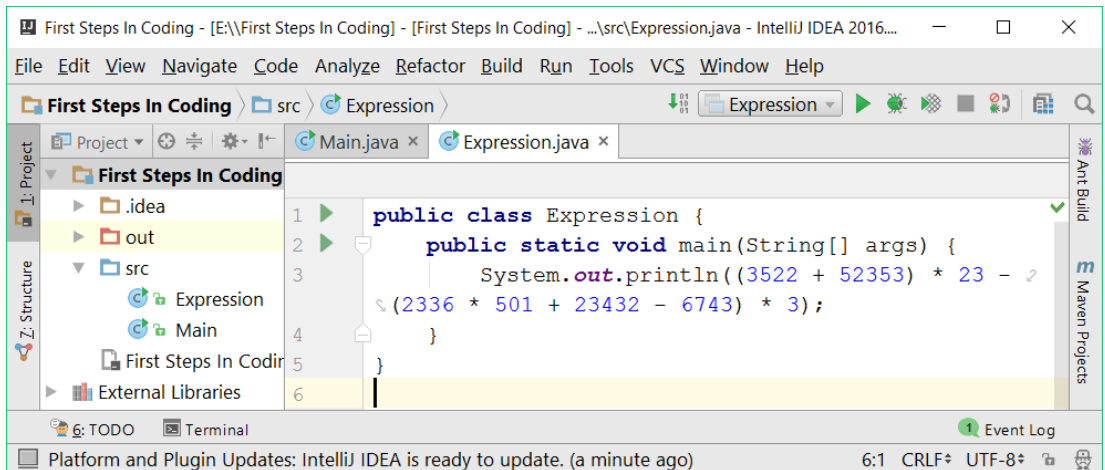 First Steps In Coding - [E:\\First Steps In Coding] - [First Steps In Coding] - ...\src\Expression.java - IntelliJ IDEA 2016....
File Edit View Navigate Code Analyze Refactor Build Run Tools VCS Window Help
First Steps In Coding src Expression
Expression
1: Project
Z: Structure
Project
First Steps In Coding
.idea
out
src
Expression
Main
First Steps In Codin
External Libraries
Main.java × Expression.java ×
1 public class Expression {
2 public static void main(String[] args) {
3 System.out.println((3522 + 52353) * 23 -
(2336 * 501 + 23432 - 6743) * 3);
4 }
5 }
6
Ant Build
m Maven Projects
6: TODO Terminal
1 Event Log
Platform and Plugin Updates: IntelliJ IDEA is ready to update. (a minute ago) 6:1 CRLF UTF-8